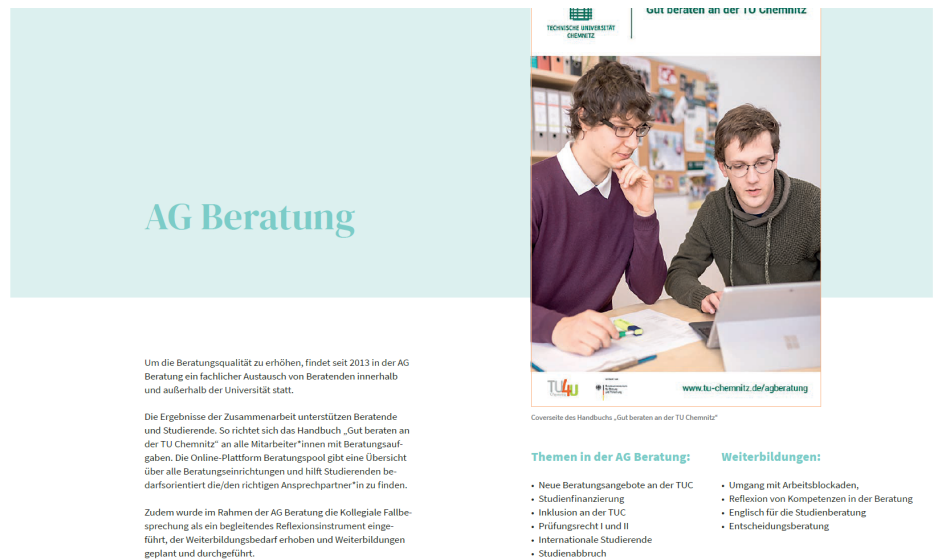 Gut beraten an der TU Chemnitz
TECHNISCHE UNIVERSITÄT
CHEMNITZ
AG Beratung
TU4U
www.tu-chemnitz.de/agberatung
Coverseite des Handbuchs „Gut beraten an der TU Chemnitz“
Um die Beratungsqualität zu erhöhen, findet seit 2013 in der AG
Beratung ein fachlicher Austausch von Beratenden innerhalb
und außerhalb der Universität statt.
Die Ergebnisse der Zusammenarbeit unterstützen Beratende
und Studierende. So richtet sich das Handbuch „Gut beraten an
der TU Chemnitz“ an alle Mitarbeiter*innen mit Beratungsauf-
gaben. Die Online-Plattform Beratungspool gibt eine Übersicht
über alle Beratungseinrichtungen und hilft Studierenden be-
darfsorientiert die/den richtigen Ansprechpartner*in zu finden.
Zudem wurde im Rahmen der AG Beratung die Kollegiale Fallbe-
sprechung als ein begleitendes Reflexionsinstrument einge-
führt, der Weiterbildungsbedarf erhoben und Weiterbildungen
geplant und durchgeführt.
Themen in der AG Beratung:
• Neue Beratungsangebote an der TUC
• Studienfinanzierung
• Inklusion an der TUC
• Prüfungsrecht I und II
• Internationale Studierende
• Studienabbruch
Weiterbildungen:
• Umgang mit Arbeitsblockaden,
• Reflexion von Kompetenzen in der Beratung
• Englisch für die Studienberatung
• Entscheidungsberatung